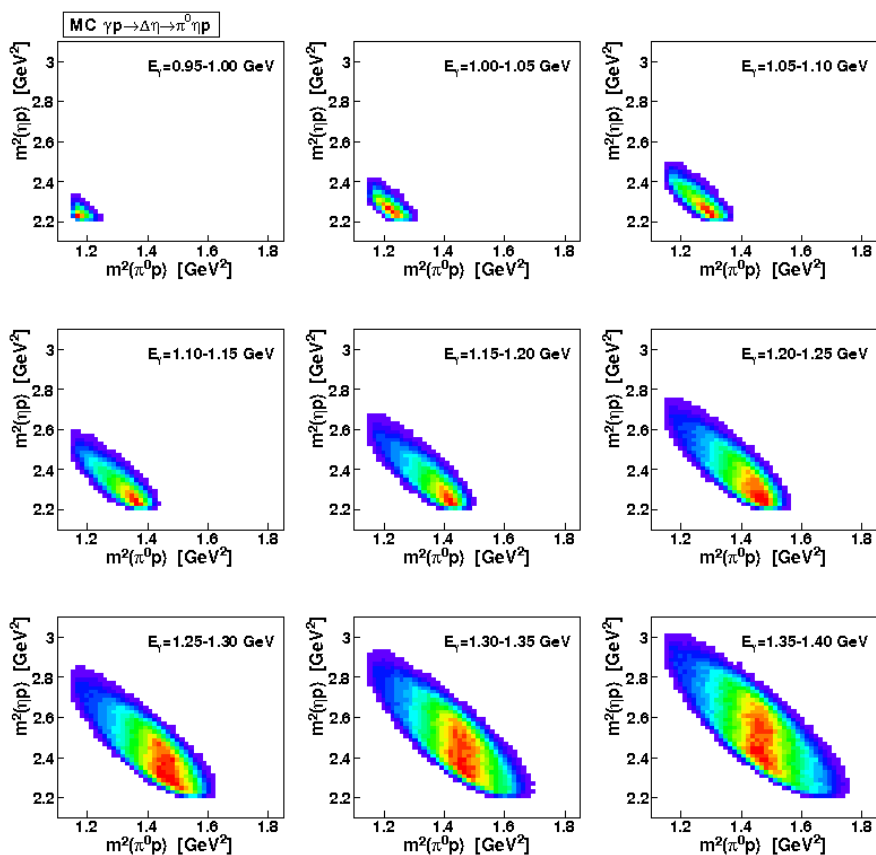 MC γp→Δη→π⁰ηp
m²(ηp) [GeV²]
3
2.8
2.6
2.4
2.2
E_γ=0.95-1.00 GeV
1.2 1.4 1.6 1.8
m²(π⁰p) [GeV²]
m²(ηp) [GeV²]
3
2.8
2.6
2.4
2.2
E_γ=1.00-1.05 GeV
1.2 1.4 1.6 1.8
m²(π⁰p) [GeV²]
m²(ηp) [GeV²]
3
2.8
2.6
2.4
2.2
E_γ=1.05-1.10 GeV
1.2 1.4 1.6 1.8
m²(π⁰p) [GeV²]
m²(ηp) [GeV²]
3
2.8
2.6
2.4
2.2
E_γ=1.10-1.15 GeV
1.2 1.4 1.6 1.8
m²(π⁰p) [GeV²]
m²(ηp) [GeV²]
3
2.8
2.6
2.4
2.2
E_γ=1.15-1.20 GeV
1.2 1.4 1.6 1.8
m²(π⁰p) [GeV²]
m²(ηp) [GeV²]
3
2.8
2.6
2.4
2.2
E_γ=1.20-1.25 GeV
1.2 1.4 1.6 1.8
m²(π⁰p) [GeV²]
m²(ηp) [GeV²]
3
2.8
2.6
2.4
2.2
E_γ=1.25-1.30 GeV
1.2 1.4 1.6 1.8
m²(π⁰p) [GeV²]
m²(ηp) [GeV²]
3
2.8
2.6
2.4
2.2
E_γ=1.30-1.35 GeV
1.2 1.4 1.6 1.8
m²(π⁰p) [GeV²]
m²(ηp) [GeV²]
3
2.8
2.6
2.4
2.2
E_γ=1.35-1.40 GeV
1.2 1.4 1.6 1.8
m²(π⁰p) [GeV²]